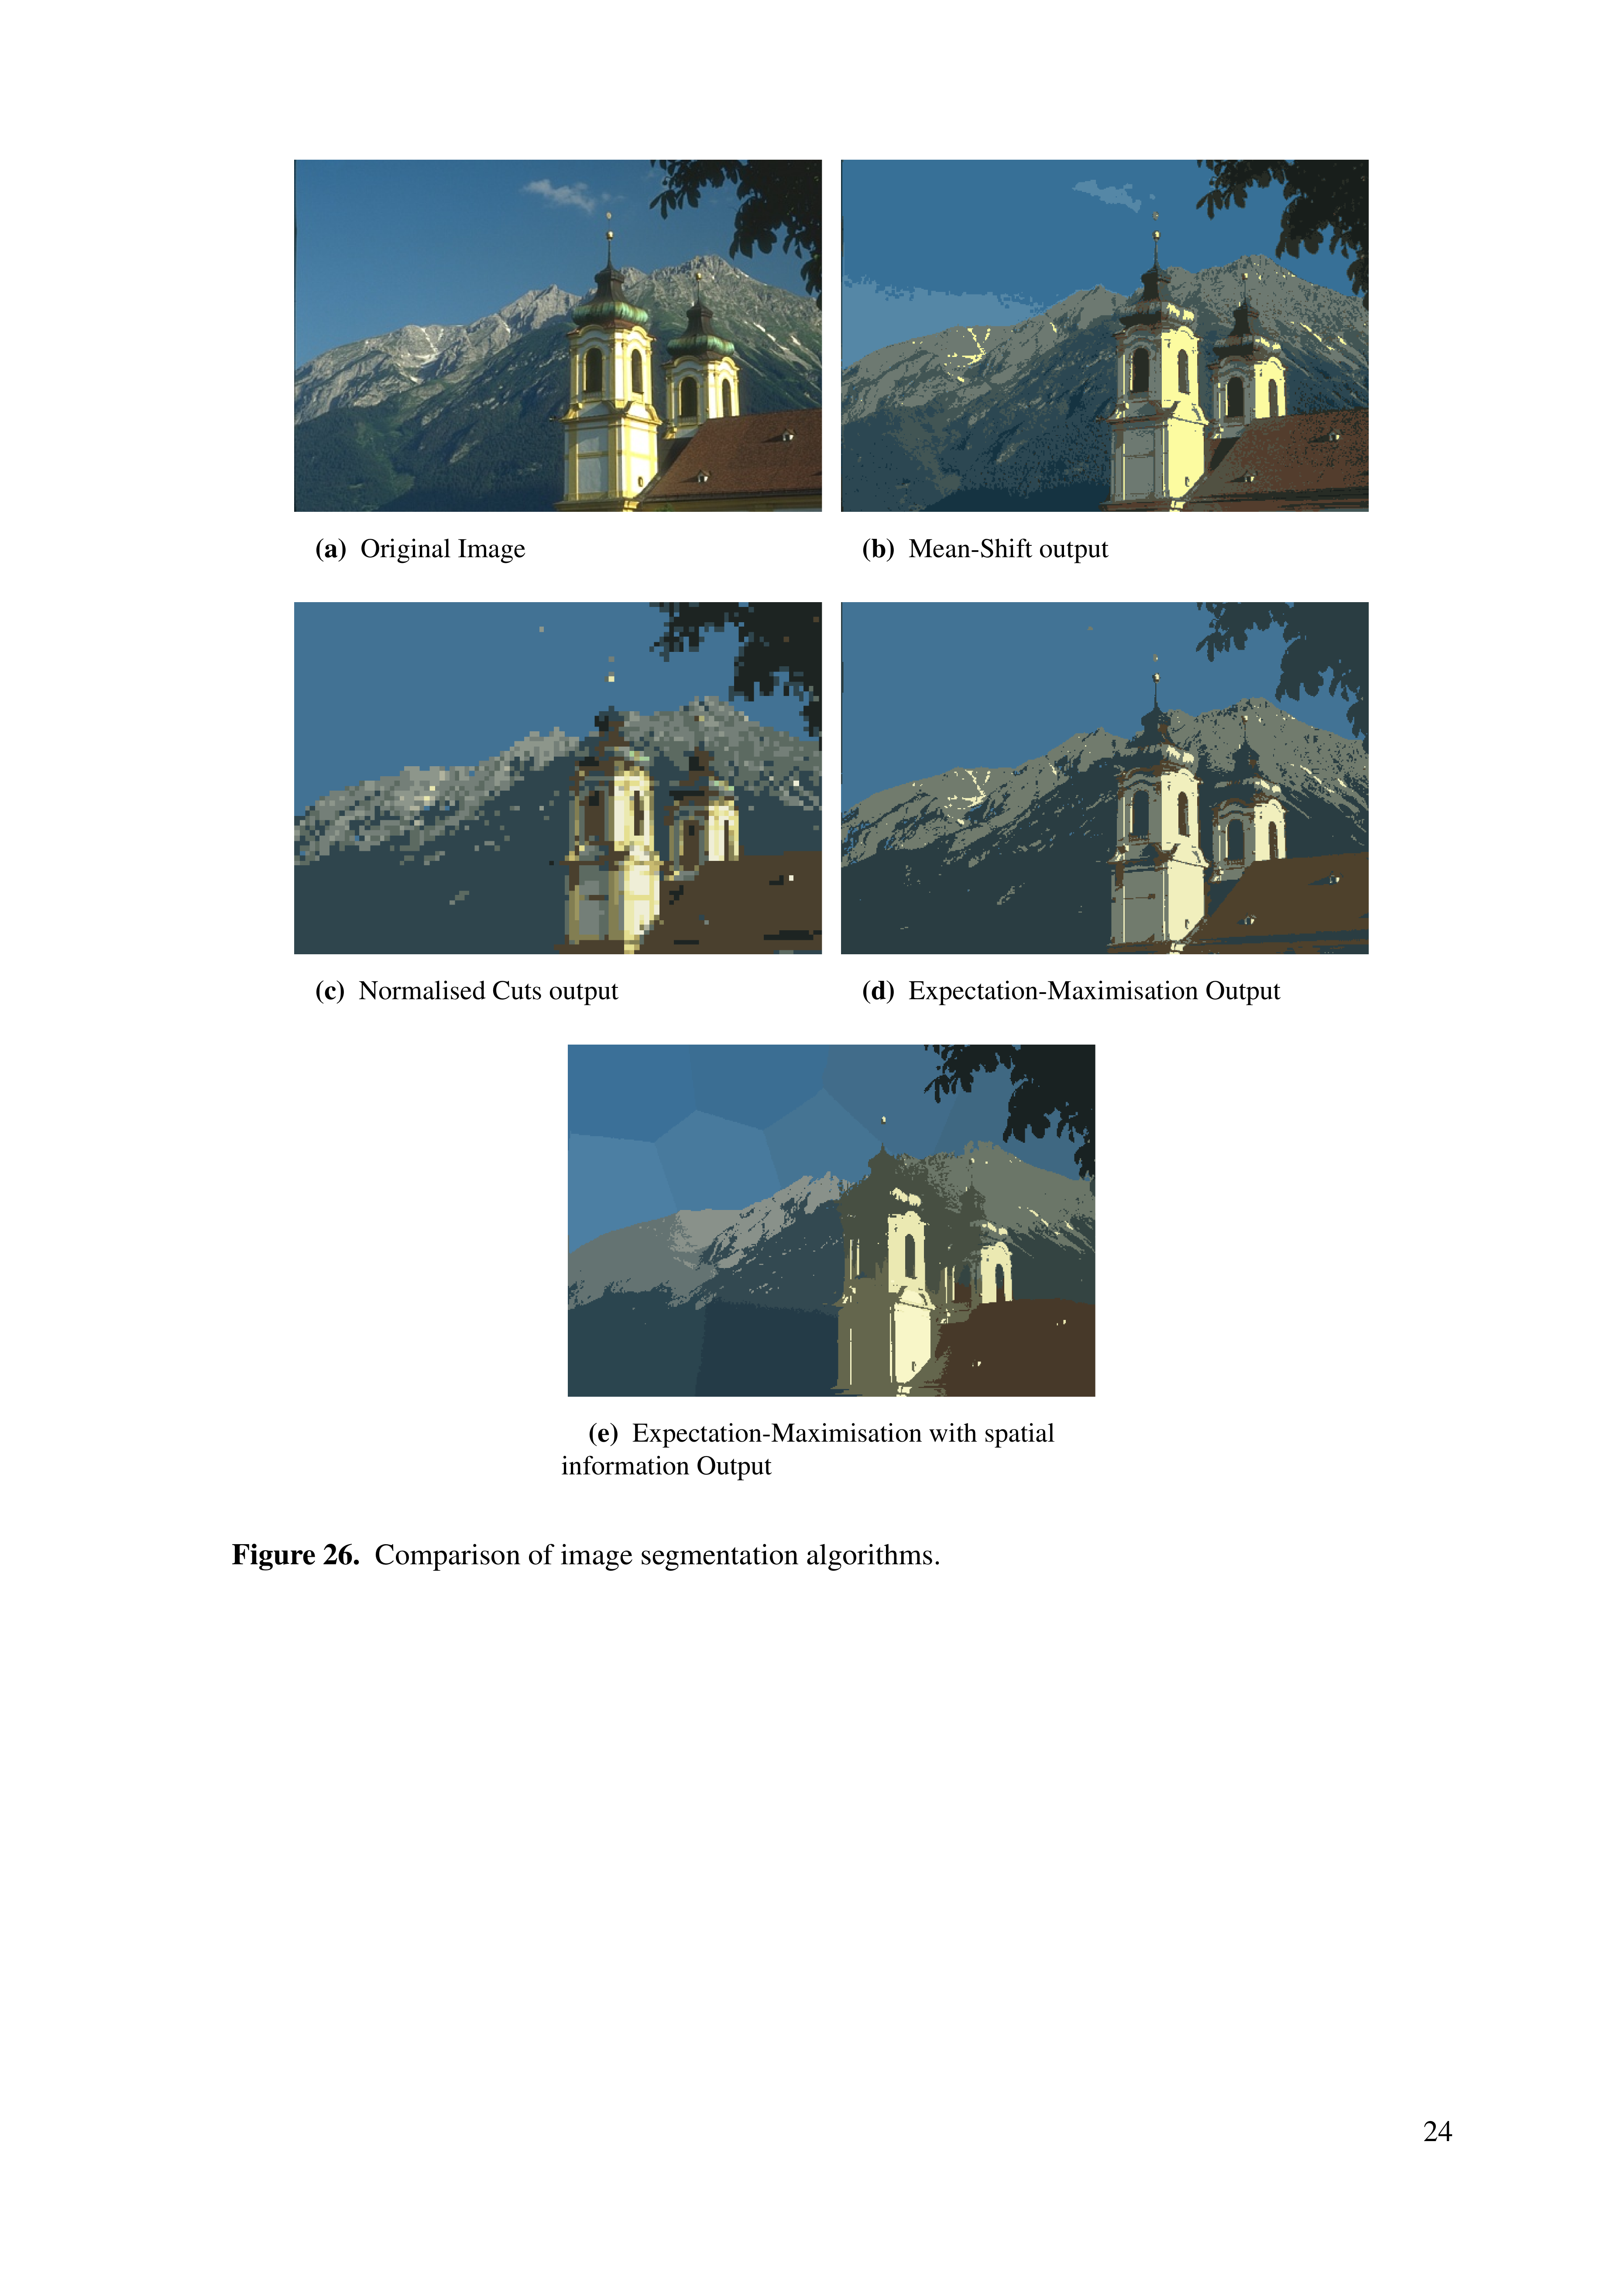 (a) Original Image
(b) Mean-Shift output
(c) Normalised Cuts output
(d) Expectation-Maximisation Output
(e) Expectation-Maximisation with spatial
information Output
Figure 26. Comparison of image segmentation algorithms.
24